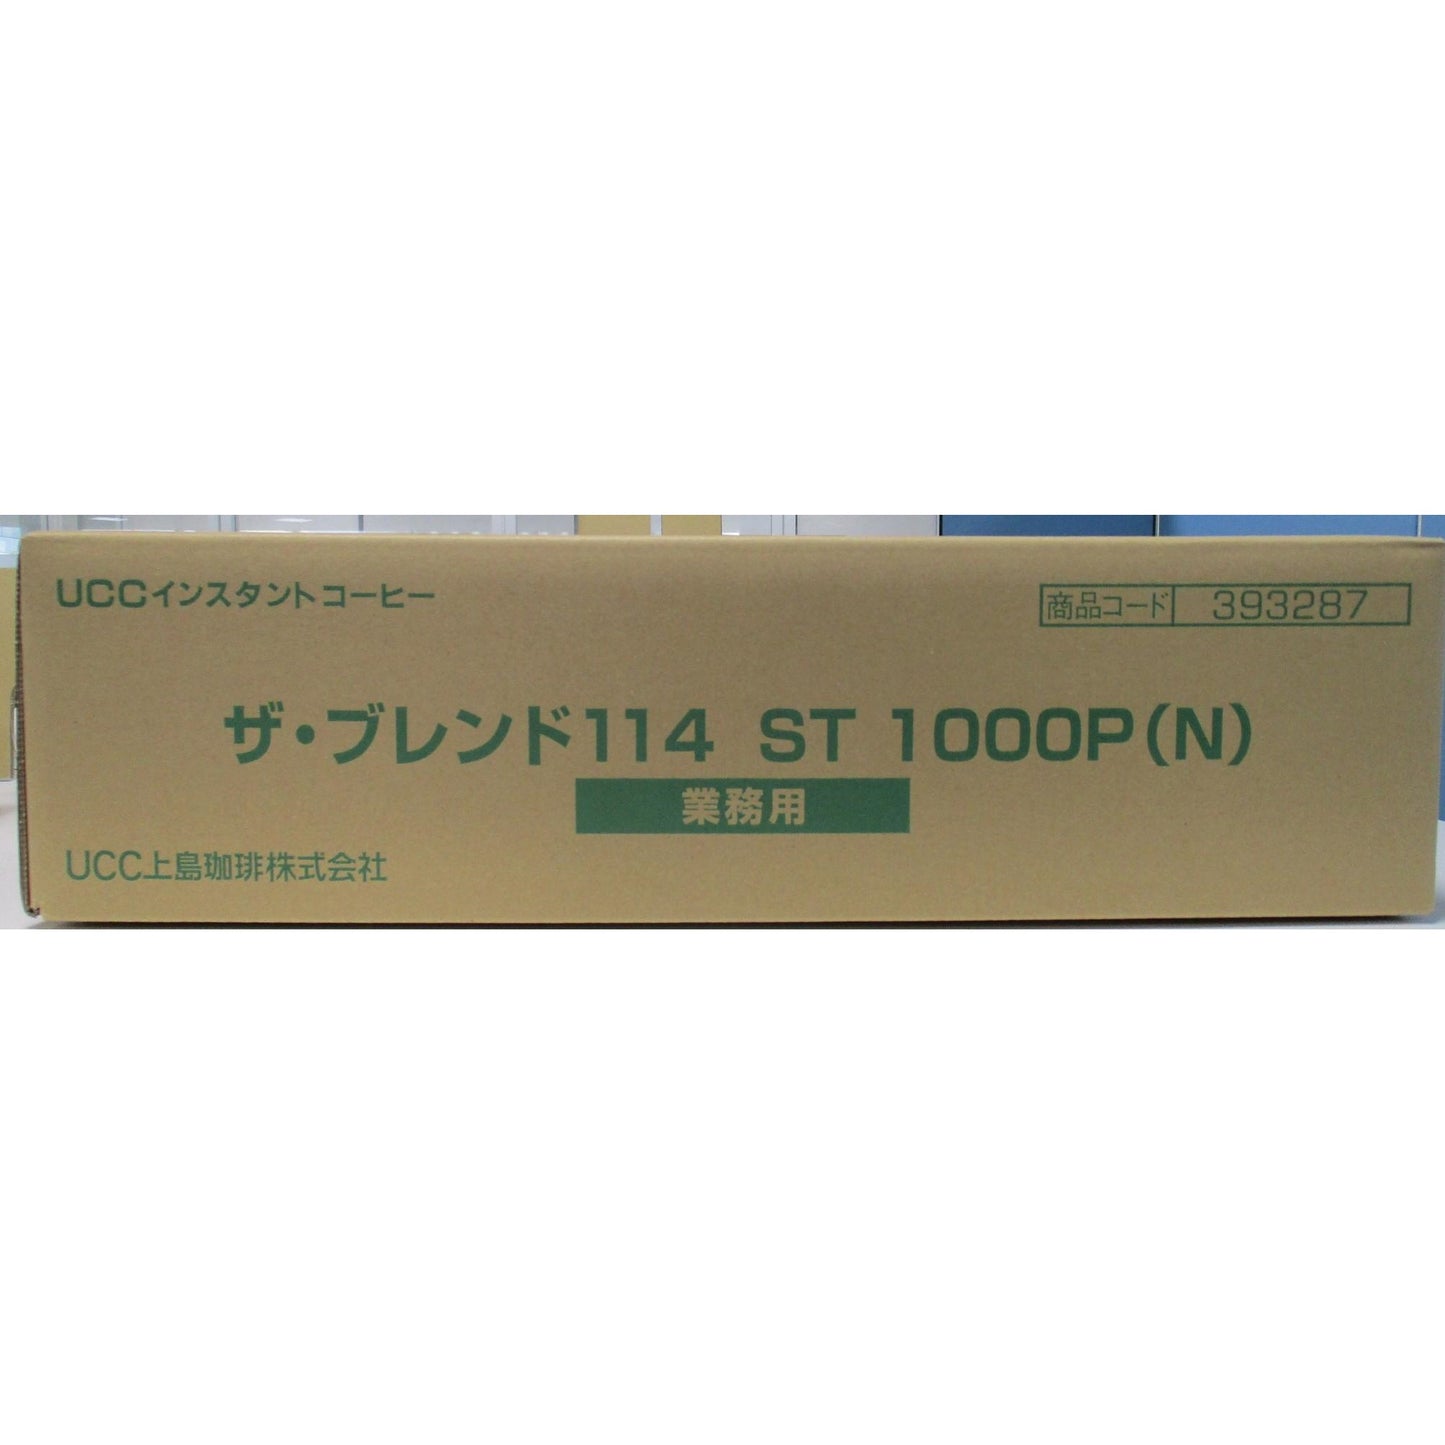 UCCインスタントコーヒー
商品コード 393287
ザ・ブレンド114 ST 1000P(N)
業務用
UCC上島珈琲株式会社